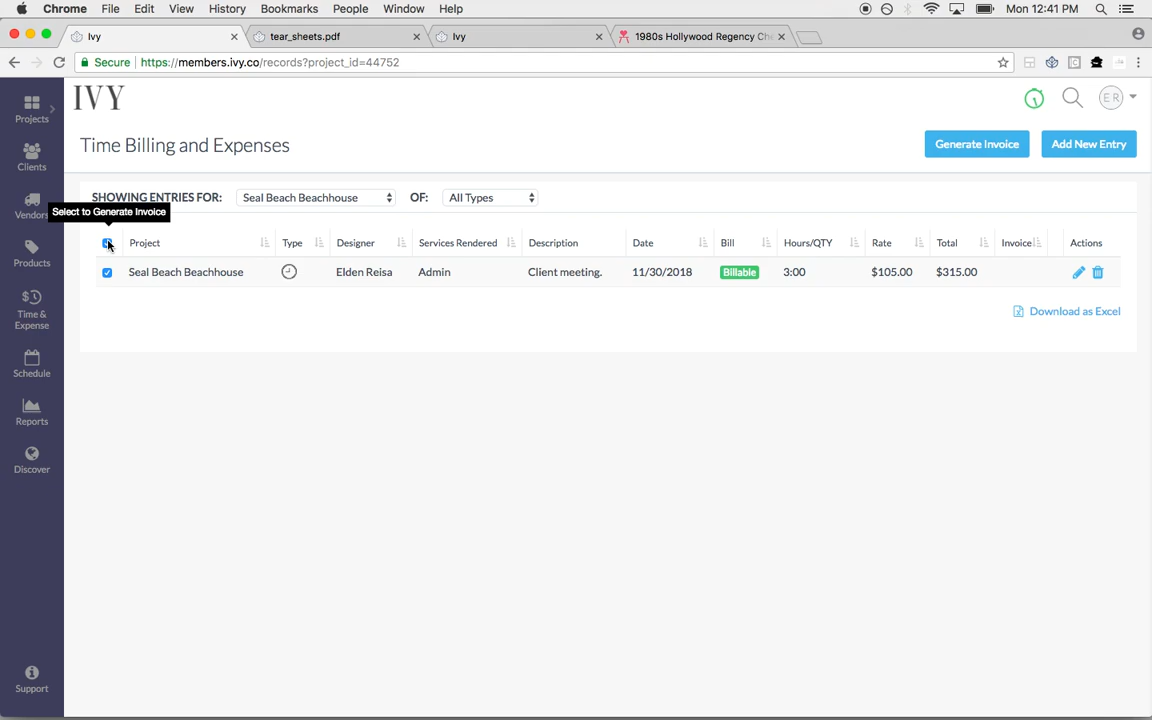 Chrome File Edit View History Bookmarks People Window Help Mon 12:41 PM
Ivy tear_sheets.pdf Ivy 1980s Hollywood Regency Ch
Secure https://members.ivy.co/records?project_id=44752
IVY
ER
Projects
Clients
Vendors
Products
Time &
Expense
Schedule
Reports
Discover
Support
Time Billing and Expenses
Generate Invoice Add New Entry
SHOWING ENTRIES FOR: Seal Beach Beachhouse OF: All Types
Select to Generate Invoice
Project Type Designer Services Rendered Description Date Bill Hours/QTY Rate Total Invoice Actions
Seal Beach Beachhouse Elden Reisa Admin Client meeting. 11/30/2018 Billable 3:00 $105.00 $315.00
Download as Excel